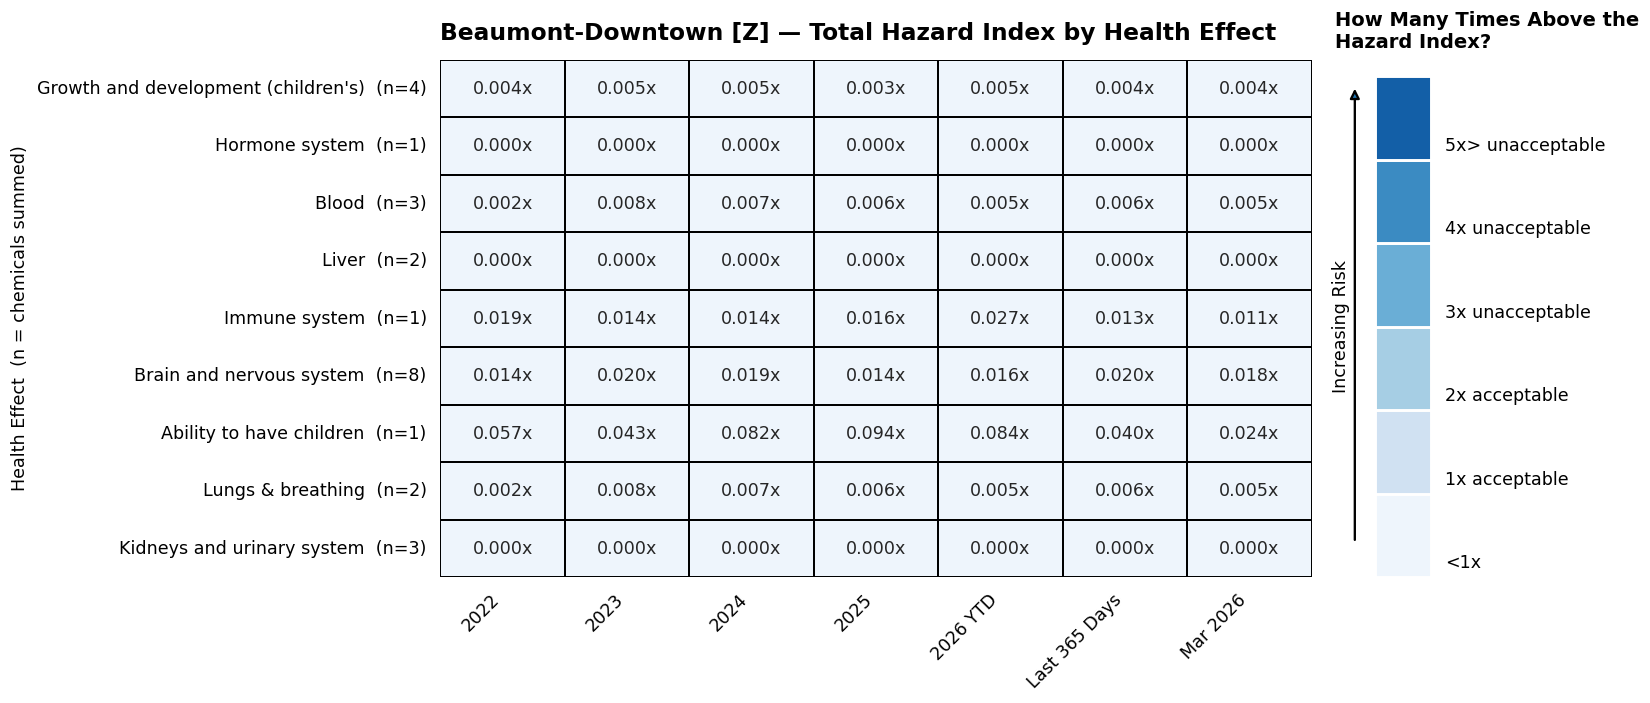 Beaumont-Downtown [Z] — Total Hazard Index by Health Effect
How Many Times Above the
Hazard Index?
Health Effect (n = chemicals summed)
Growth and development (children's) (n=4) 0.004x 0.005x 0.005x 0.003x 0.005x 0.004x 0.004x
Hormone system (n=1) 0.000x 0.000x 0.000x 0.000x 0.000x 0.000x 0.000x
Blood (n=3) 0.002x 0.008x 0.007x 0.006x 0.005x 0.006x 0.005x
Liver (n=2) 0.000x 0.000x 0.000x 0.000x 0.000x 0.000x 0.000x
Immune system (n=1) 0.019x 0.014x 0.014x 0.016x 0.027x 0.013x 0.011x
Brain and nervous system (n=8) 0.014x 0.020x 0.019x 0.014x 0.016x 0.020x 0.018x
Ability to have children (n=1) 0.057x 0.043x 0.082x 0.094x 0.084x 0.040x 0.024x
Lungs & breathing (n=2) 0.002x 0.008x 0.007x 0.006x 0.005x 0.006x 0.005x
Kidneys and urinary system (n=3) 0.000x 0.000x 0.000x 0.000x 0.000x 0.000x 0.000x
2022 2023 2024 2025 2026 YTD Last 365 Days Mar 2026
Increasing Risk
5x> unacceptable
4x unacceptable
3x unacceptable
2x acceptable
1x acceptable
<1x